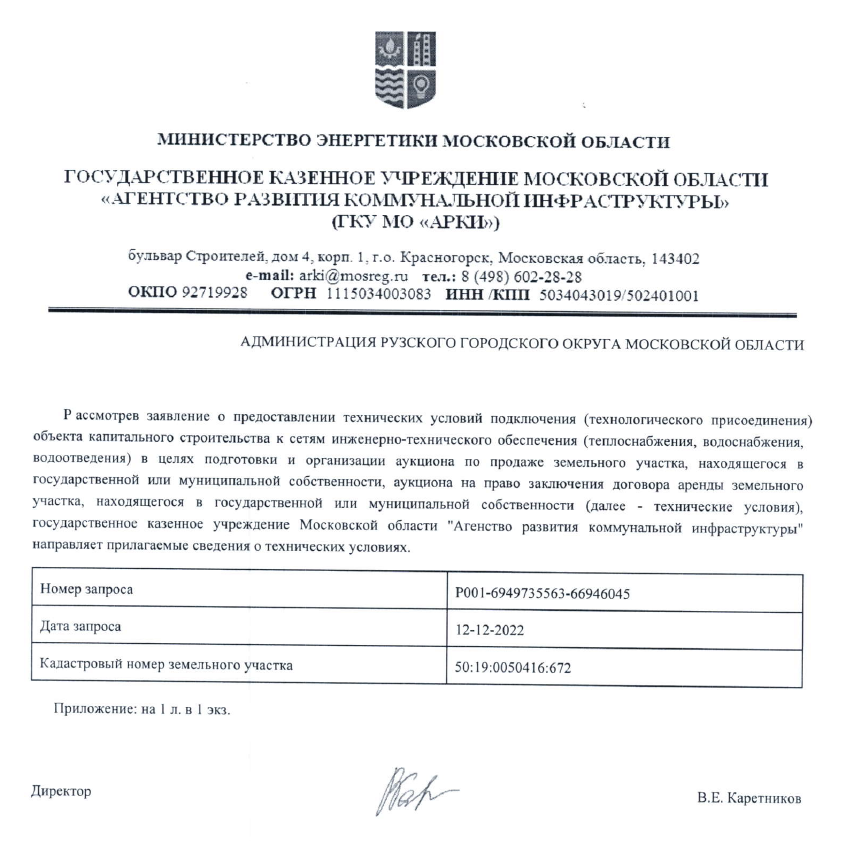 МИНИСТЕРСТВО ЭНЕРГЕТИКИ МОСКОВСКОЙ ОБЛАСТИ
ГОСУДАРСТВЕННОЕ КАЗЕННОЕ УЧРЕЖДЕНИЕ МОСКОВСКОЙ ОБЛАСТИ
«АГЕНТСТВО РАЗВИТИЯ КОММУНАЛЬНОЙ ИНФРАСТРУКТУРЫ»
(ГКУ МО «АРКИ»)
бульвар Строителей, дом 4, корп. 1, г.о. Красногорск, Московская область, 143402
e-mail: arki@mosreg.ru тел.: 8 (498) 602-28-28
ОКПО 92719928 ОГРН 1115034003083 ИНН /КПП 5034043019/502401001
АДМИНИСТРАЦИЯ РУЗСКОГО ГОРОДСКОГО ОКРУГА МОСКОВСКОЙ ОБЛАСТИ
Р ассмотрев заявление о предоставлении технических условий подключения (технологического присоединения)
объекта капитального строительства к сетям инженерно-технического обеспечения (теплоснабжения, водоснабжения,
водоотведения) в целях подготовки и организации аукциона по продаже земельного участка, находящегося в
государственной или муниципальной собственности, аукциона на право заключения договора аренды земельного
участка, находящегося в государственной или муниципальной собственности (далее - технические условия),
государственное казенное учреждение Московской области "Агенство развития коммунальной инфраструктуры"
направляет прилагаемые сведения о технических условиях.
Номер запроса P001-6949735563-66946045
Дата запроса 12-12-2022
Кадастровый номер земельного участка 50:19:0050416:672
Приложение: на 1 л. в 1 экз.
Директор В.Е. Каретников